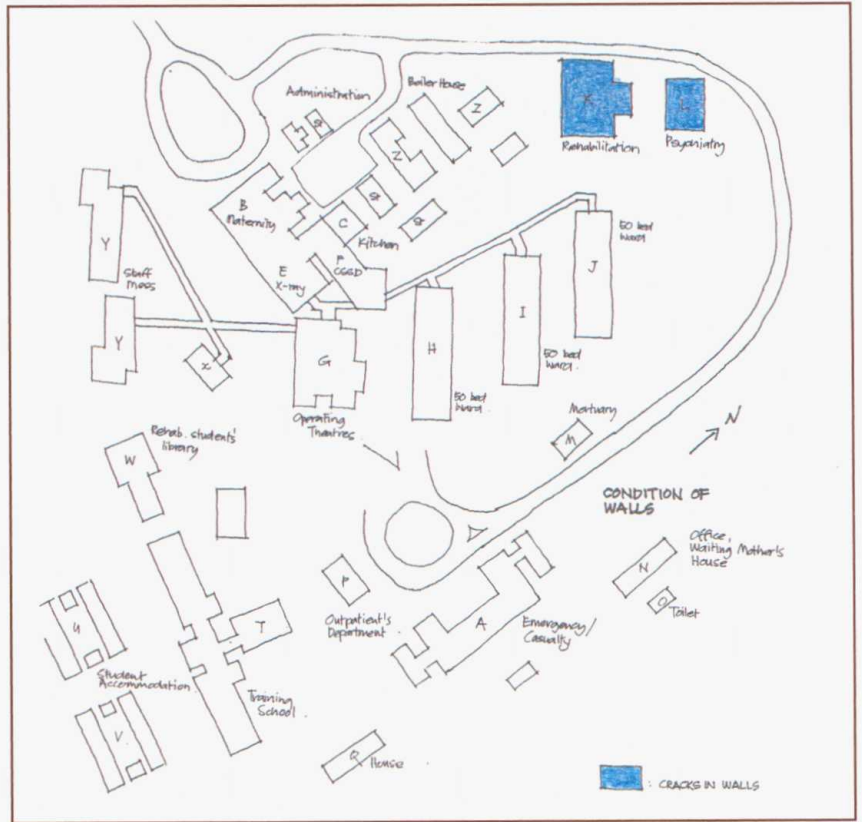 Administration
Boiler House
Z
Z
K
Rehabilitation
L
Psychiatry
B
Maternity
C
Kitchen
F
CSSD
E
X-ray
Y
Staff
Mess
Y
X
G
Operating
Theatres
H
50 bed
Ward.
I
50 bed
Ward.
J
50 bed
Ward
Mortuary
M
N
CONDITION OF
WALLS
Office,
Waiting Mother's
House
N
O
Toilet
W
Rehab. students'
library
P
Outpatient's
Department.
A
Emergency/
Casualty
U
Student
Accommodation.
V
T
Training
School.
Q
House.
: CRACKS IN WALLS